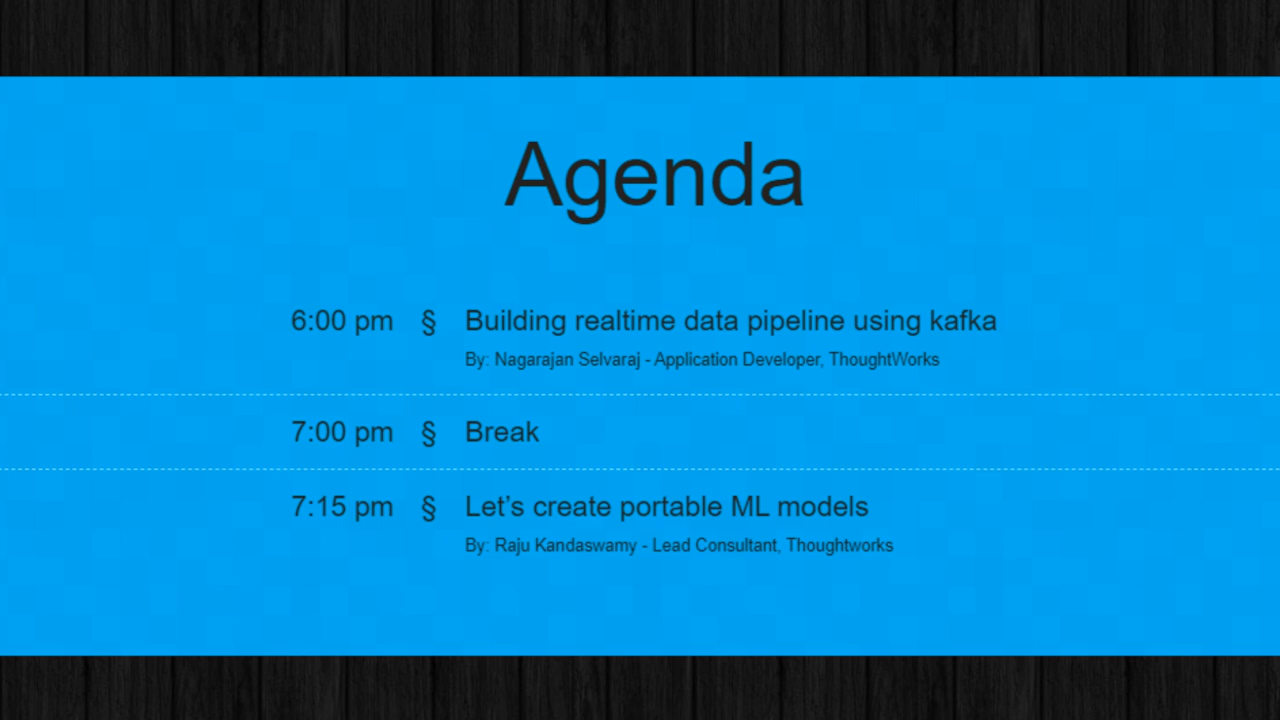 Agenda
6:00 pm § Building realtime data pipeline using kafka
By: Nagarajan Selvaraj - Application Developer, ThoughtWorks
7:00 pm § Break
7:15 pm § Let’s create portable ML models
By: Raju Kandaswamy - Lead Consultant, Thoughtworks